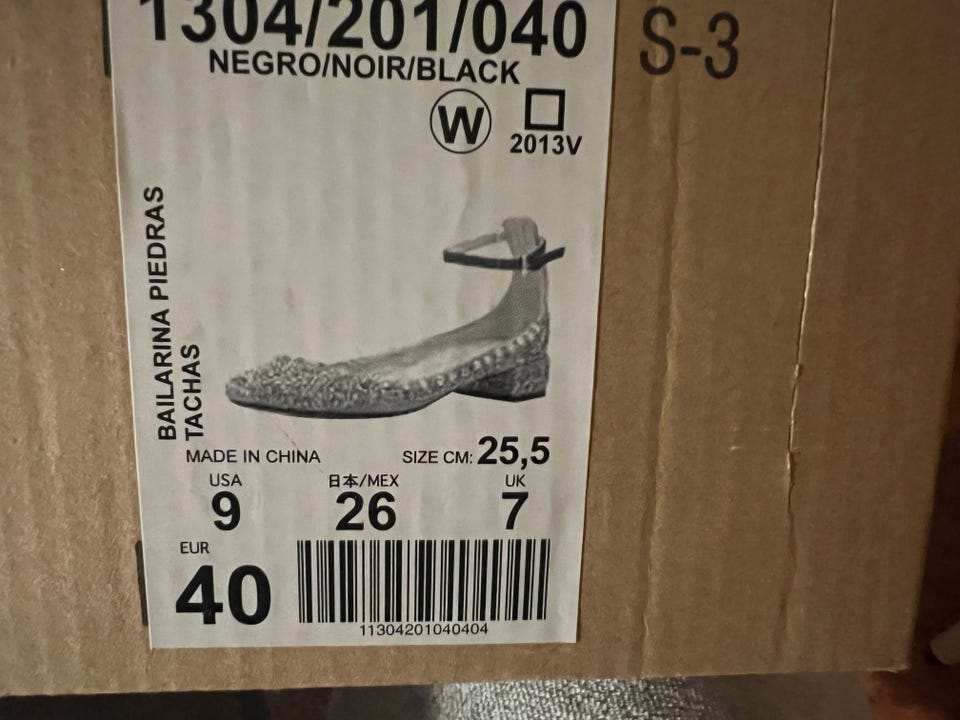 1304/201/040
NEGRO/NOIR/BLACK
S-3
W
2013V
BAILARINA PIEDRAS
TACHAS
MADE IN CHINA
SIZE CM: 25,5
USA
9
日本/MEX
26
UK
7
EUR
40
11304201040404